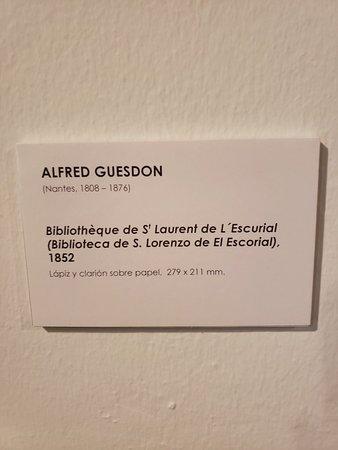 ALFRED GUESDON
(Nantes, 1808 – 1876)
Bibliothèque de Sᵗ Laurent de L´Escurial
(Biblioteca de S. Lorenzo de El Escorial),
1852
Lápiz y clarión sobre papel, 279 x 211 mm.